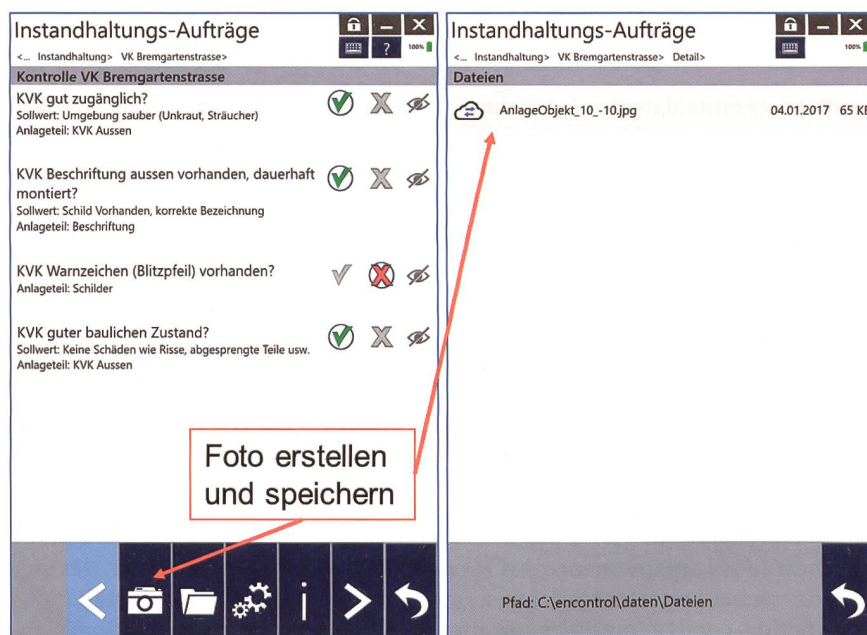 Instandhaltungs-Aufträge
<... Instandhaltung> VK Bremgartenstrasse>
? 100%
Kontrolle VK Bremgartenstrasse
KVK gut zugänglich?
Sollwert: Umgebung sauber (Unkraut, Sträucher)
Anlageteil: KVK Aussen
KVK Beschriftung aussen vorhanden, dauerhaft
montiert?
Sollwert: Schild Vorhanden, korrekte Bezeichnung
Anlageteil: Beschriftung
KVK Warnzeichen (Blitzpfeil) vorhanden?
Anlageteil: Schilder
KVK guter baulichen Zustand?
Sollwert: Keine Schäden wie Risse, abgesprengte Teile usw.
Anlageteil: KVK Aussen
Foto erstellen
und speichern
Instandhaltungs-Aufträge
<... Instandhaltung> VK Bremgartenstrasse> Detail>
100%
Dateien
AnlageObjekt_10_-10.jpg 04.01.2017 65 KB
Pfad: C:\encontrol\daten\Dateien